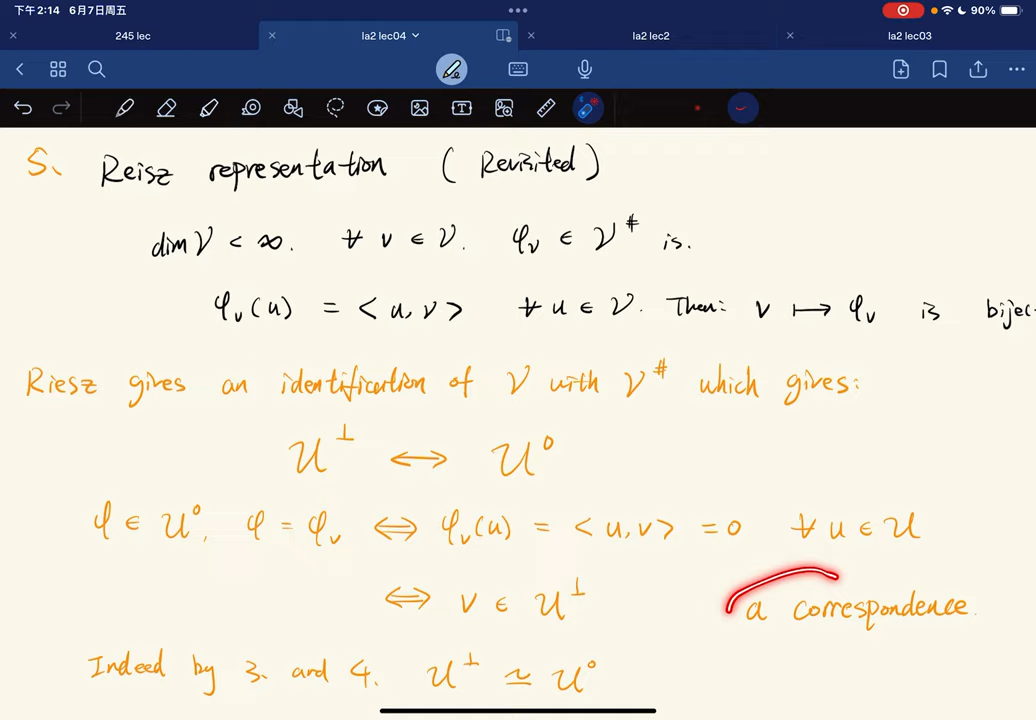 下午2:14 6月7日周五
90%
245 lec
la2 lec04
la2 lec2
la2 lec03
5. Reisz representation (Revisited)
dim V < ∞. ∀ v ∈ V. φ_v ∈ V^# is.
φ_v(u) = <u, v> ∀ u ∈ V. Then: v ↦ φ_v is bijec
Riesz gives an identification of V with V^# which gives:
U^⊥ ⟺ U^0
φ ∈ U^0, φ = φ_v ⟺ φ_v(u) = <u, v> = 0 ∀ u ∈ U
⟺ v ∈ U^⊥ a correspondence.
Indeed by 3. and 4. U^⊥ ≃ U^0